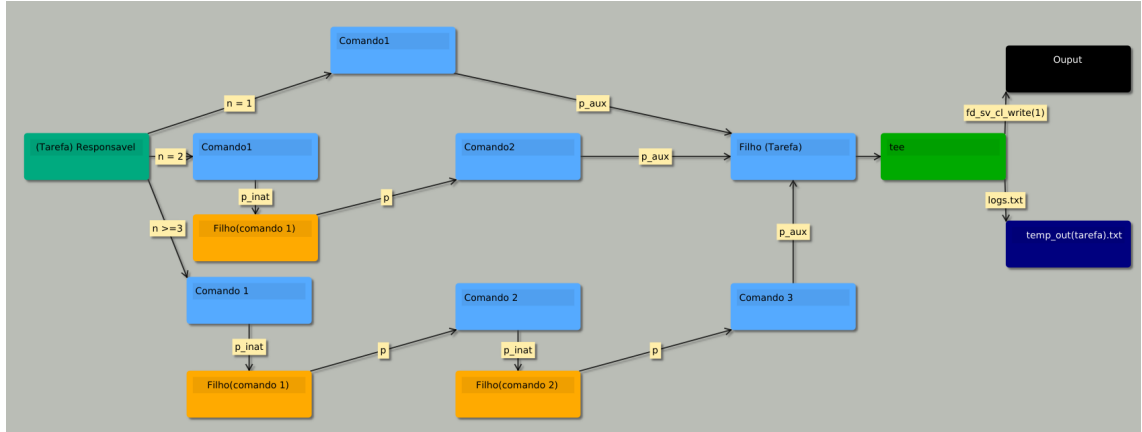 Comando1
Ouput
n = 1
p_aux
fd_sv_cl_write(1)
(Tarefa) Responsavel
n = 2
Comando1
Comando2
p_aux
Filho (Tarefa)
tee
p_inat
p
logs.txt
n >=3
Filho(comando 1)
p_aux
temp_out(tarefa).txt
Comando 1
Comando 2
Comando 3
p_inat
p
p_inat
p
Filho(comando 1)
Filho(comando 2)